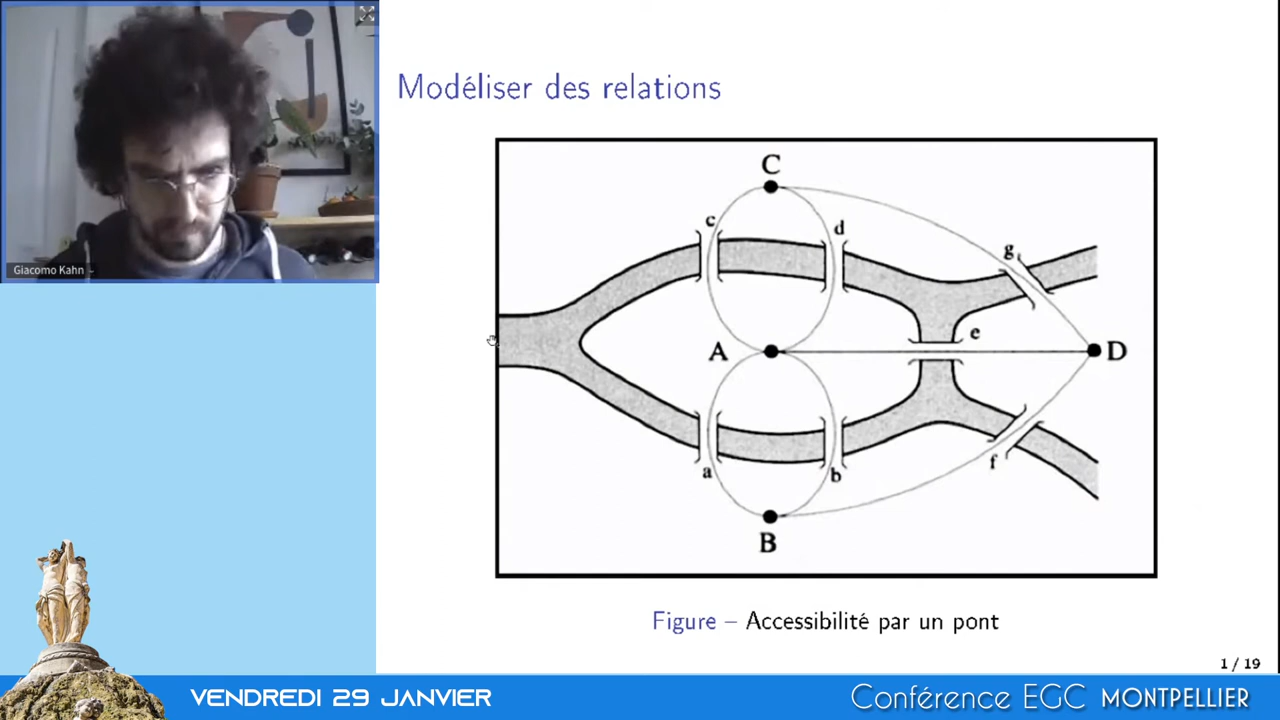 Giacomo Kahn
Modéliser des relations
C
c
d
g
e
A
D
a
b
f
B
Figure – Accessibilité par un pont
1 / 19
VENDREDI 29 JANVIER
Conférence EGC MONTPELLIER